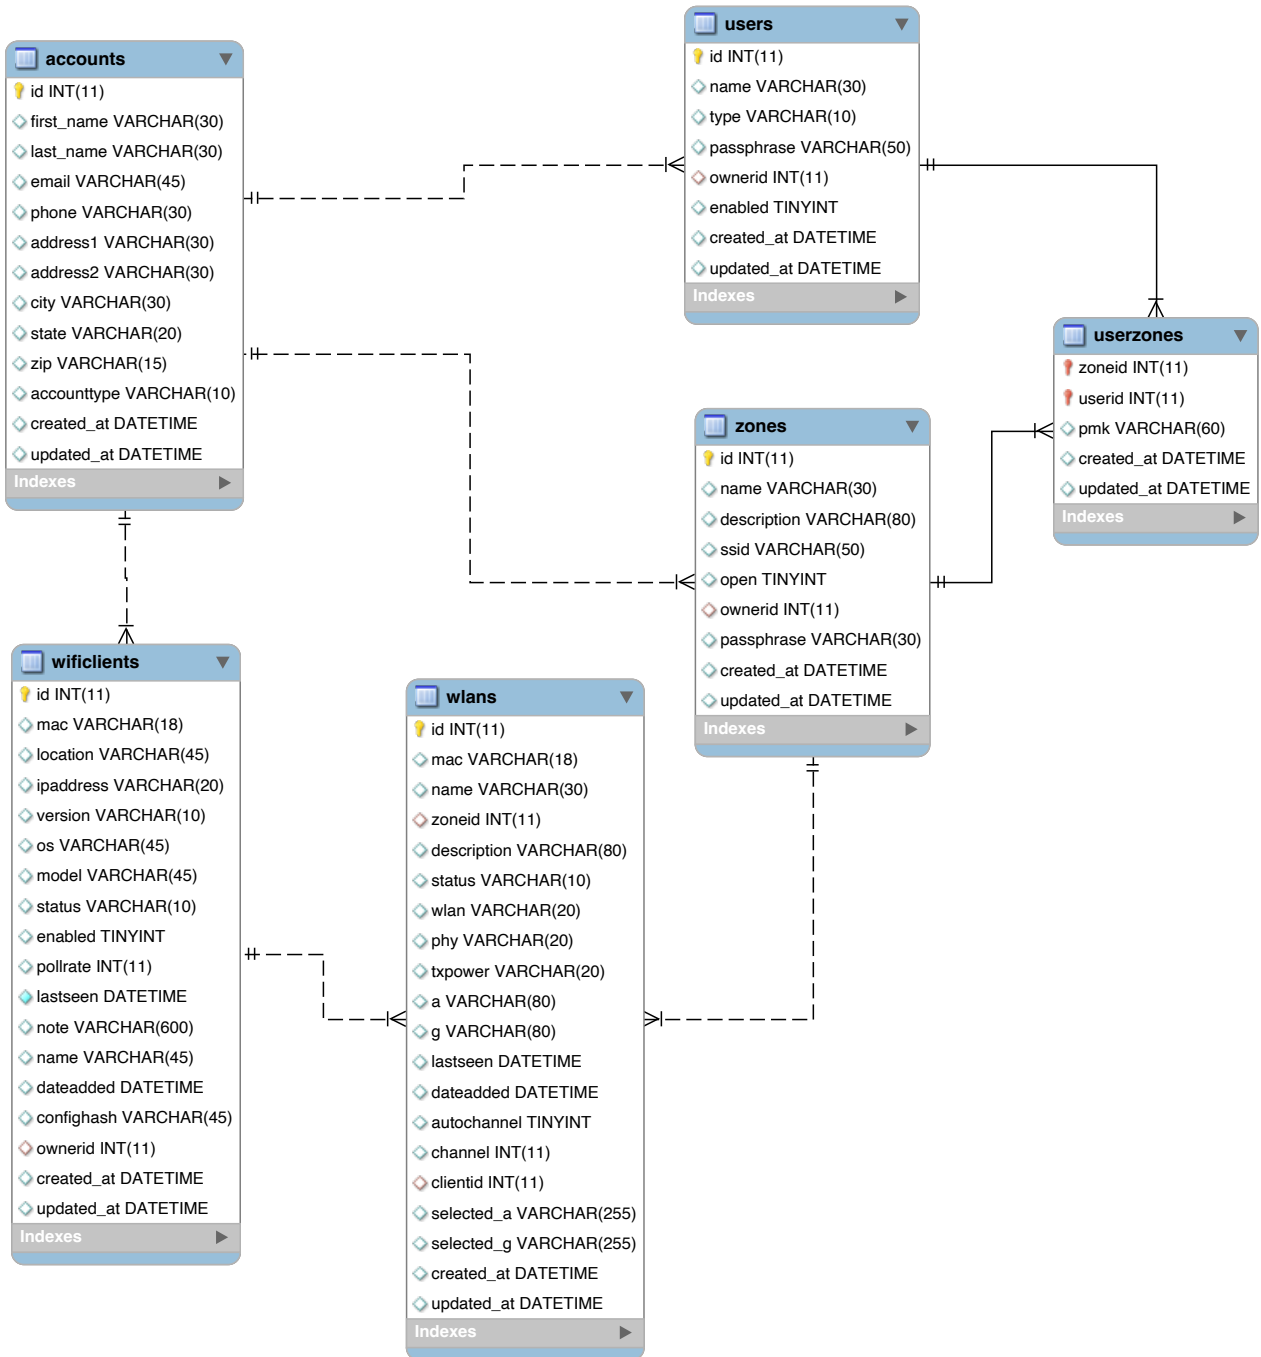 accounts
id INT(11)
first_name VARCHAR(30)
last_name VARCHAR(30)
email VARCHAR(45)
phone VARCHAR(30)
address1 VARCHAR(30)
address2 VARCHAR(30)
city VARCHAR(30)
state VARCHAR(20)
zip VARCHAR(15)
accounttype VARCHAR(10)
created_at DATETIME
updated_at DATETIME
Indexes
users
id INT(11)
name VARCHAR(30)
type VARCHAR(10)
passphrase VARCHAR(50)
ownerid INT(11)
enabled TINYINT
created_at DATETIME
updated_at DATETIME
Indexes
userzones
zoneid INT(11)
userid INT(11)
pmk VARCHAR(60)
created_at DATETIME
updated_at DATETIME
Indexes
zones
id INT(11)
name VARCHAR(30)
description VARCHAR(80)
ssid VARCHAR(50)
open TINYINT
ownerid INT(11)
passphrase VARCHAR(30)
created_at DATETIME
updated_at DATETIME
Indexes
wificlients
id INT(11)
mac VARCHAR(18)
location VARCHAR(45)
ipaddress VARCHAR(20)
version VARCHAR(10)
os VARCHAR(45)
model VARCHAR(45)
status VARCHAR(10)
enabled TINYINT
pollrate INT(11)
lastseen DATETIME
note VARCHAR(600)
name VARCHAR(45)
dateadded DATETIME
confighash VARCHAR(45)
ownerid INT(11)
created_at DATETIME
updated_at DATETIME
Indexes
wlans
id INT(11)
mac VARCHAR(18)
name VARCHAR(30)
zoneid INT(11)
description VARCHAR(80)
status VARCHAR(10)
wlan VARCHAR(20)
phy VARCHAR(20)
txpower VARCHAR(20)
a VARCHAR(80)
g VARCHAR(80)
lastseen DATETIME
dateadded DATETIME
autochannel TINYINT
channel INT(11)
clientid INT(11)
selected_a VARCHAR(255)
selected_g VARCHAR(255)
created_at DATETIME
updated_at DATETIME
Indexes